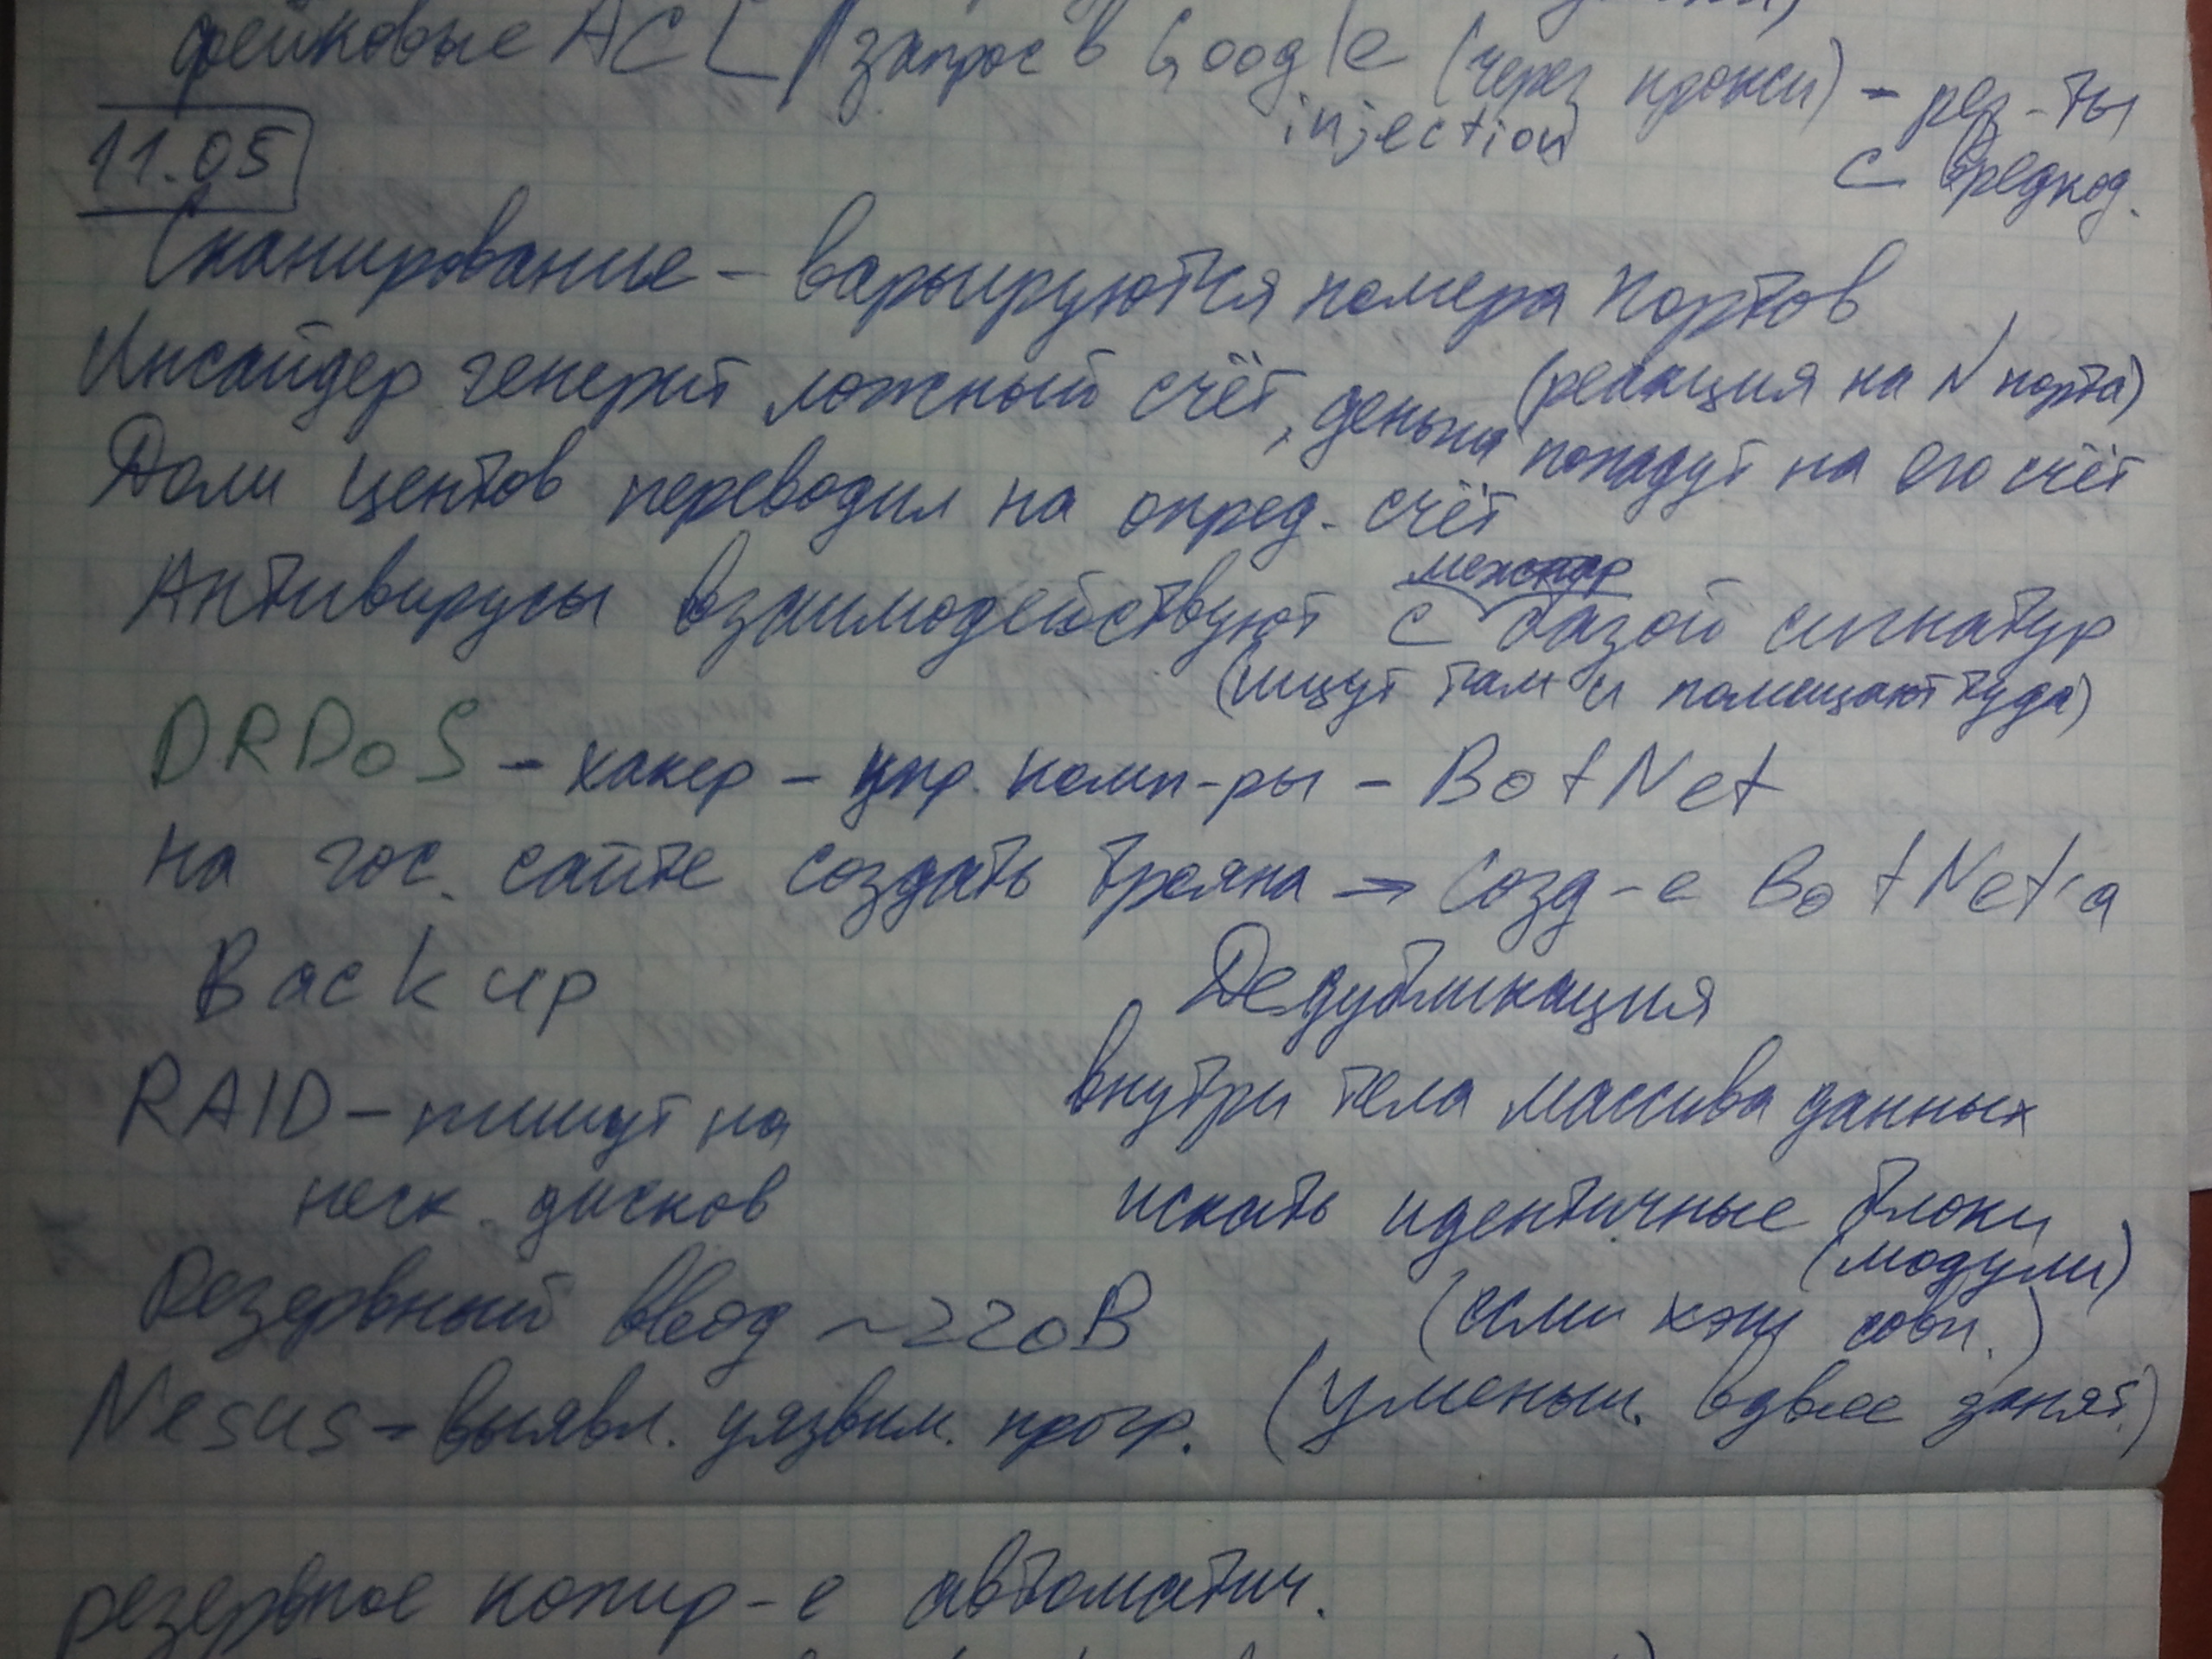 фейковые ACL // запрос в Google (через прокси) - рез-ты
injection с вредкод.
11.05
Сканирование - варьируются номера портов
(реакция на N порта)
Инсайдер генерит ложный счёт, деньги попадут на его счёт
Доли центов переводил на опред. счёт
Антивирусы взаимодействуют с базой сигнатур
(ищут там и помещают туда)
DRDoS - хакер - упр. комп-ры - BotNet
на гос. сайте создать трояна → созд-е BotNet'а
Backup
Дедубликация
RAID - пишут на
неск. дисков
внутри тела массива данных
искать идентичные блоки
(модули)
Резервный ввод ~220В
(если хэш совп.)
Nesus - выявл. уязвим. прогр.
(уменьш. вдвое занят.)
резервное копир-е автоматич.